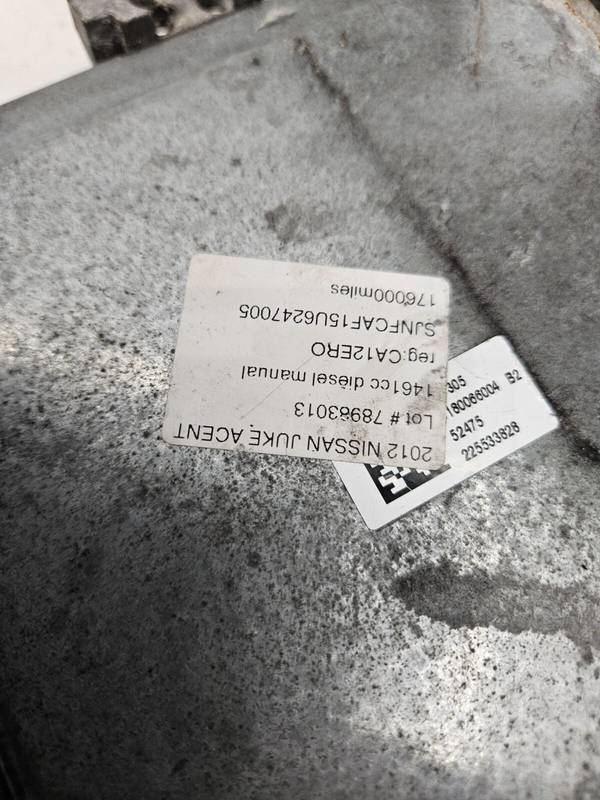 2012 NISSAN JUKE ACENT
Lot # 78983013
1461cc diesel manual
reg:CA12ERO
SJNFCAF15U6247005
176000miles
305
180066004 B2
52475
225533828